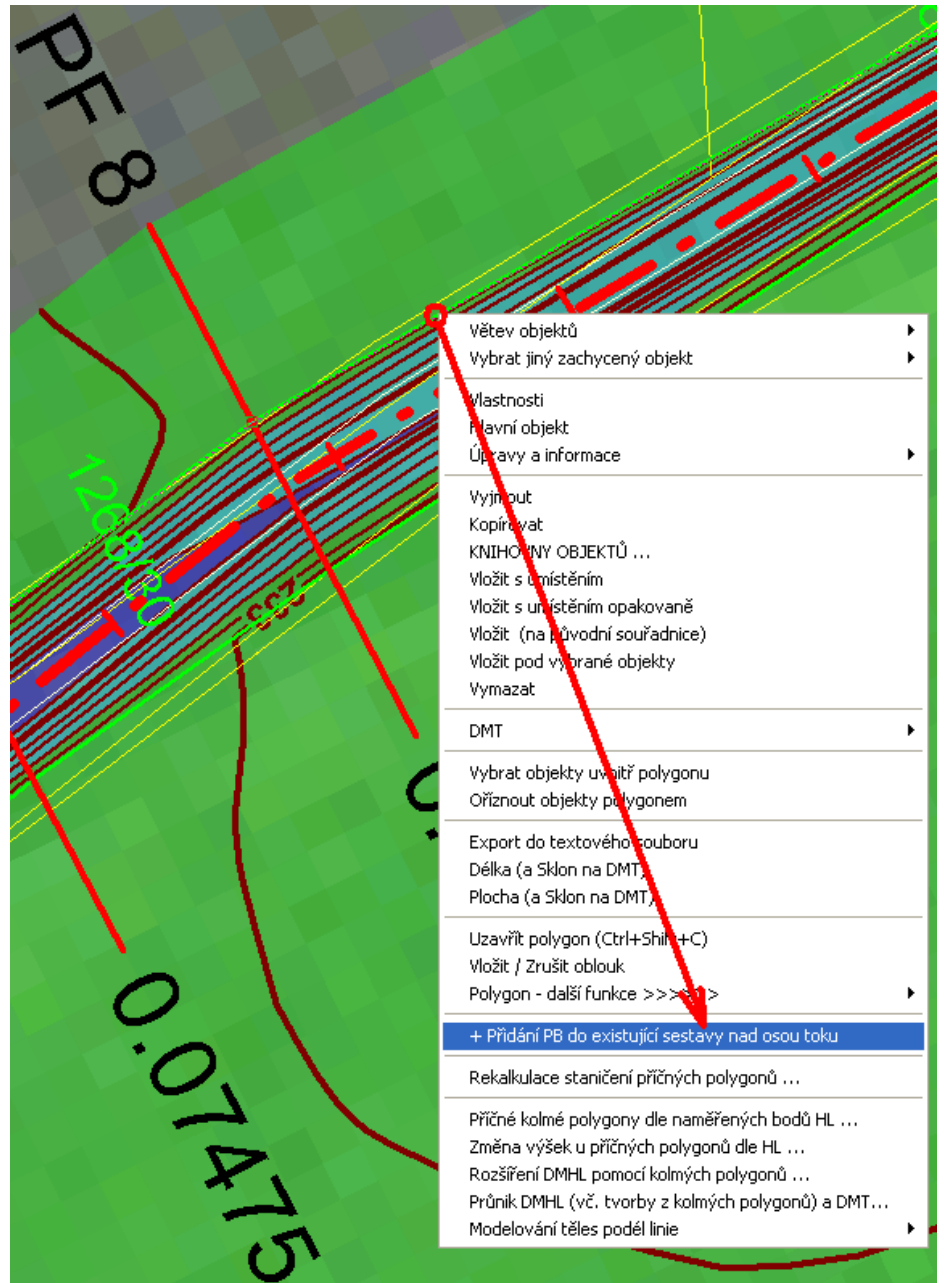 PF 8
1268/30
233
0.
0.07475
Větev objektů
Vybrat jiný zachycený objekt
Vlastnosti
Hlavní objekt
Úpravy a informace
Vyjmout
Kopírovat
KNIHOVNY OBJEKTŮ ...
Vložit s umístěním
Vložit s umístěním opakovaně
Vložit (na původní souřadnice)
Vložit pod vybrané objekty
Vymazat
DMT
Vybrat objekty uvnitř polygonu
Oříznout objekty polygonem
Export do textového souboru
Délka (a Sklon na DMT)
Plocha (a Sklon na DMT)
Uzavřít polygon (Ctrl+Shift+C)
Vložit / Zrušit oblouk
Polygon - další funkce >>>>>>
+ Přidání PB do existující sestavy nad osou toku
Rekalkulace staničení příčných polygonů ...
Příčné kolmé polygony dle naměřených bodů HL ...
Změna výšek u příčných polygonů dle HL ...
Rozšíření DMHL pomocí kolmých polygonů ...
Průnik DMHL (vč. tvorby z kolmých polygonů) a DMT...
Modelování těles podél linie